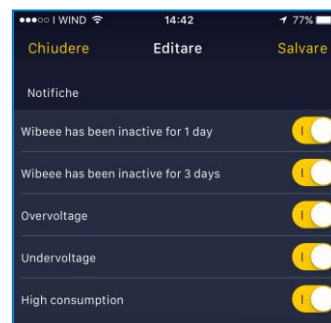 I WIND 14:42 77%
Chiudere Editare Salvare
Notifiche
Wibeee has been inactive for 1 day
Wibeee has been inactive for 3 days
Overvoltage
Undervoltage
High consumption